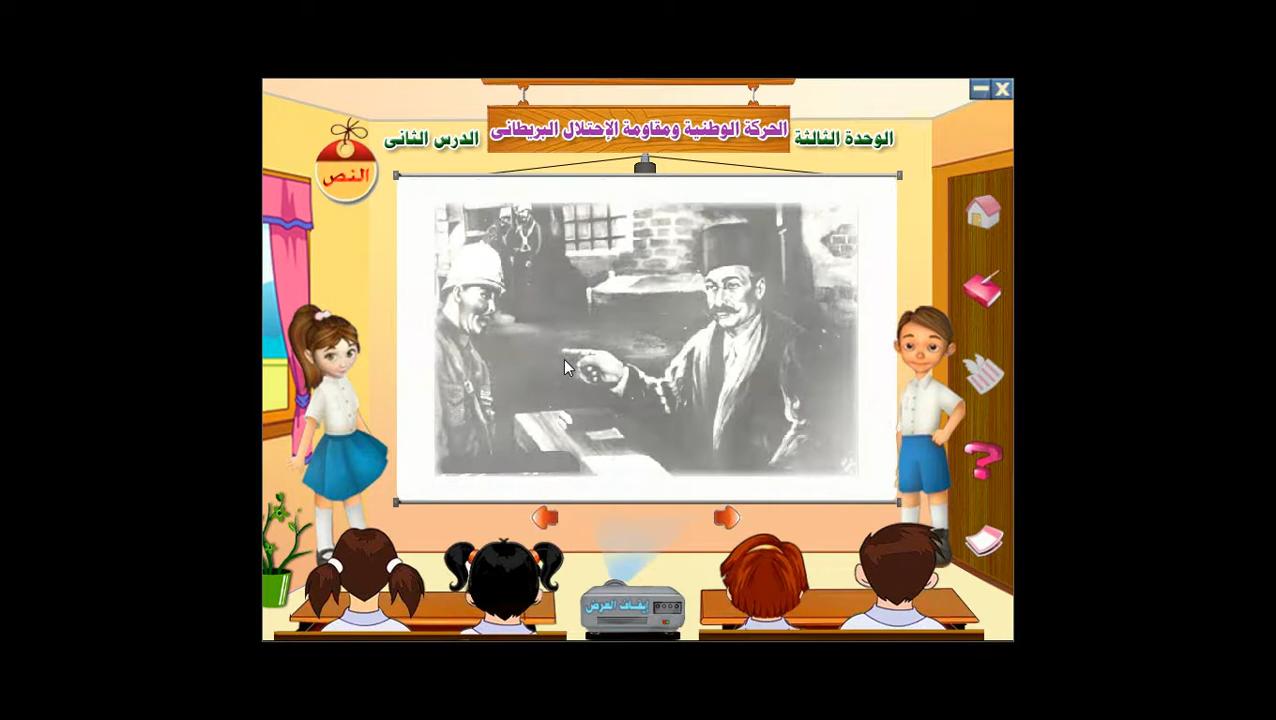 الوحدة الثالثة
الحركة الوطنية ومقاومة الإحتلال البريطانى
الدرس الثانى
النص
إيقاف العرض